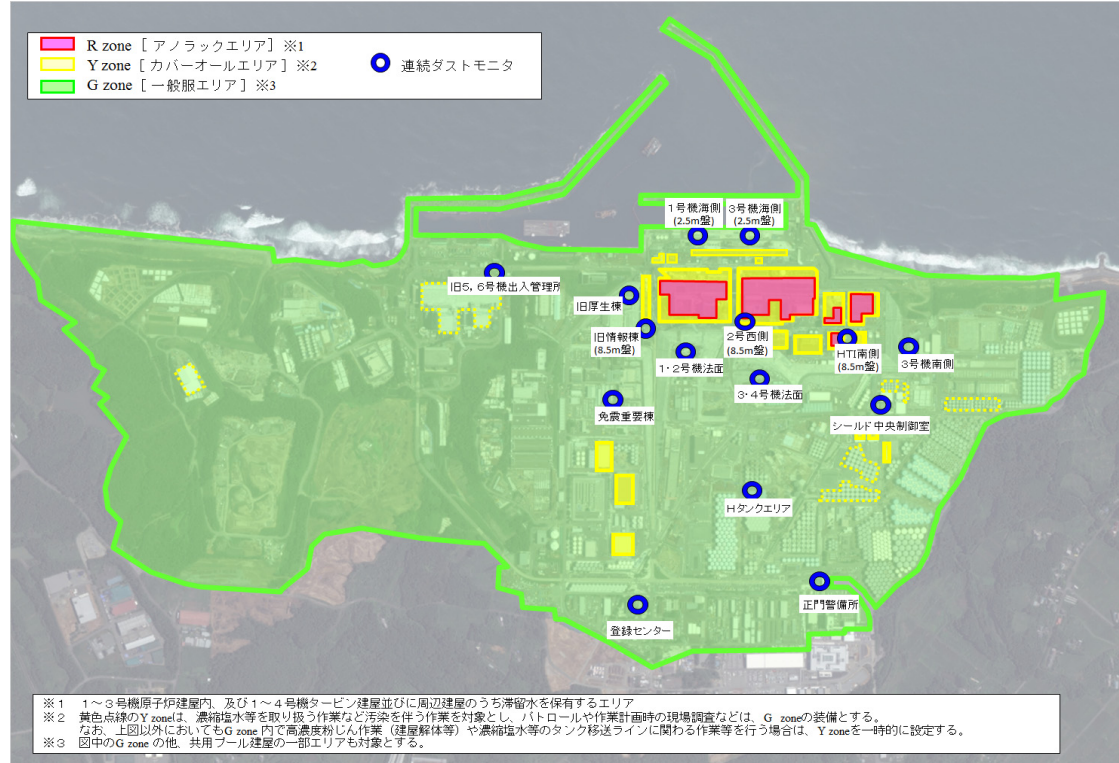 R zone [アノラックエリア] ※1
Y zone [カバーオールエリア] ※2
G zone [一般服エリア] ※3
連続ダストモニタ
1号機海側
(2.5m盤)
3号機海側
(2.5m盤)
旧5,6号機出入管理所
旧厚生棟
旧情報棟
(8.5m盤)
2号西側
(8.5m盤)
HTI南側
(8.5m盤)
3号機南側
1・2号機法面
3・4号機法面
免震重要棟
シールド中央制御室
Hタンクエリア
正門警備所
登録センター
※1 1~3号機原子炉建屋内、及び1~4号機タービン建屋並びに周辺建屋のうち滞留水を保有するエリア
※2 黄色点線のY zoneは、濃縮塩水等を取り扱う作業など汚染を伴う作業を対象とし、パトロールや作業計画時の現場調査などは、G zoneの装備とする。
なお、上図以外においてもG zone 内で高濃度粉じん作業(建屋解体等)や濃縮塩水等のタンク移送ラインに関わる作業等を行う場合は、Y zoneを一時的に設定する。
※3 図中のG zone の他、共用プール建屋の一部エリアも対象とする。